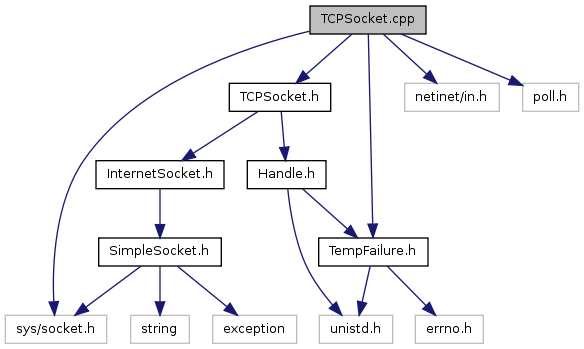 TCPSocket.cpp
TCPSocket.h
netinet/in.h
poll.h
InternetSocket.h
Handle.h
SimpleSocket.h
TempFailure.h
sys/socket.h
string
exception
unistd.h
errno.h